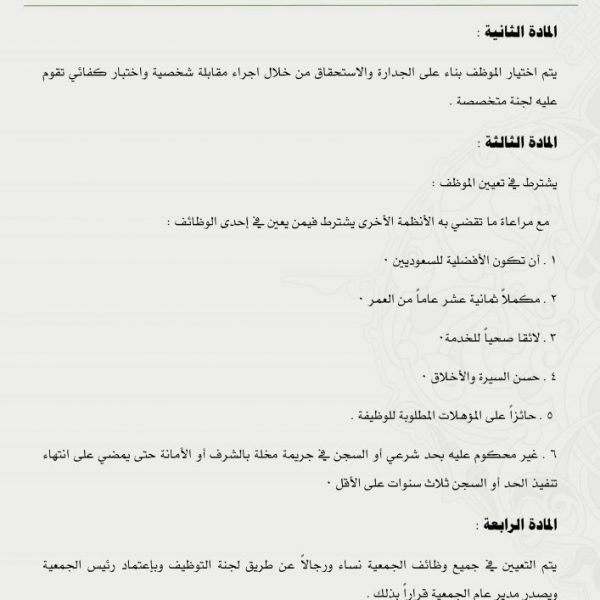 المادة الثانية :
يتم اختيار الموظف بناء على الجدارة والاستحقاق من خلال اجراء مقابلة شخصية واختبار كفائي تقوم
عليه لجنة متخصصة .
المادة الثالثة :
يشترط في تعيين الموظف :
مع مراعاة ما تقضي به الأنظمة الأخرى يشترط فيمن يعين في إحدى الوظائف :
١ . أن تكون الأفضلية للسعوديين ٠
٢ . مكملاً ثمانية عشر عاماً من العمر ٠
٣ . لائقا صحياً للخدمة٠
٤ . حسن السيرة والأخلاق ٠
٥ . حائزاً على المؤهلات المطلوبة للوظيفة .
٦ . غير محكوم عليه بحد شرعي أو السجن في جريمة مخلة بالشرف أو الأمانة حتى يمضي على انتهاء
تنفيذ الحد أو السجن ثلاث سنوات على الأقل ٠
المادة الرابعة :
يتم التعيين في جميع وظائف الجمعية نساء ورجالاً عن طريق لجنة التوظيف وبإعتماد رئيس الجمعية
ويصدر مدير عام الجمعية قراراً بذلك .